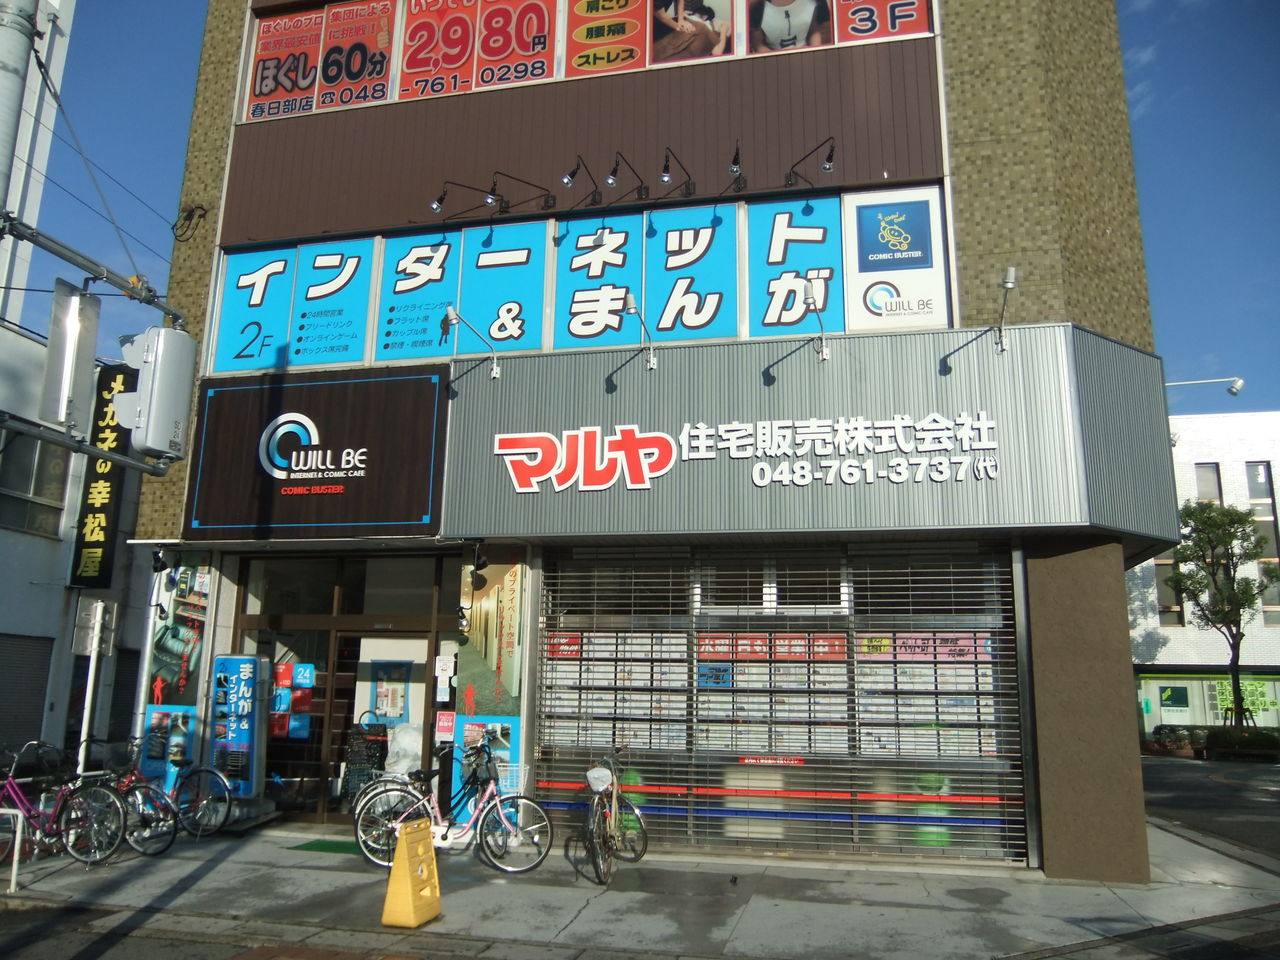 ほぐしのプロ集団による
業界最安値に挑戦!
ほぐし60分
2,980円
肩こり
腰痛
ストレス
3F
春日部店 ☎048-761-0298
インターネット
&まんが
2F
●24時間営業
●フリードリンク
●オンラインゲーム
●ボックス席完備
●リクライニング席
●フラット席
●カップル席
●禁煙・喫煙席
COMIC BUSTER
WILL BE
INTERNET & COMIC CAFE
WILL BE
INTERNET & COMIC CAFE
COMIC BUSTER
マルヤ住宅販売株式会社
048-761-3737(代)
メガネの幸松屋
まんが&
インターネット
24
水曜日も営業中!